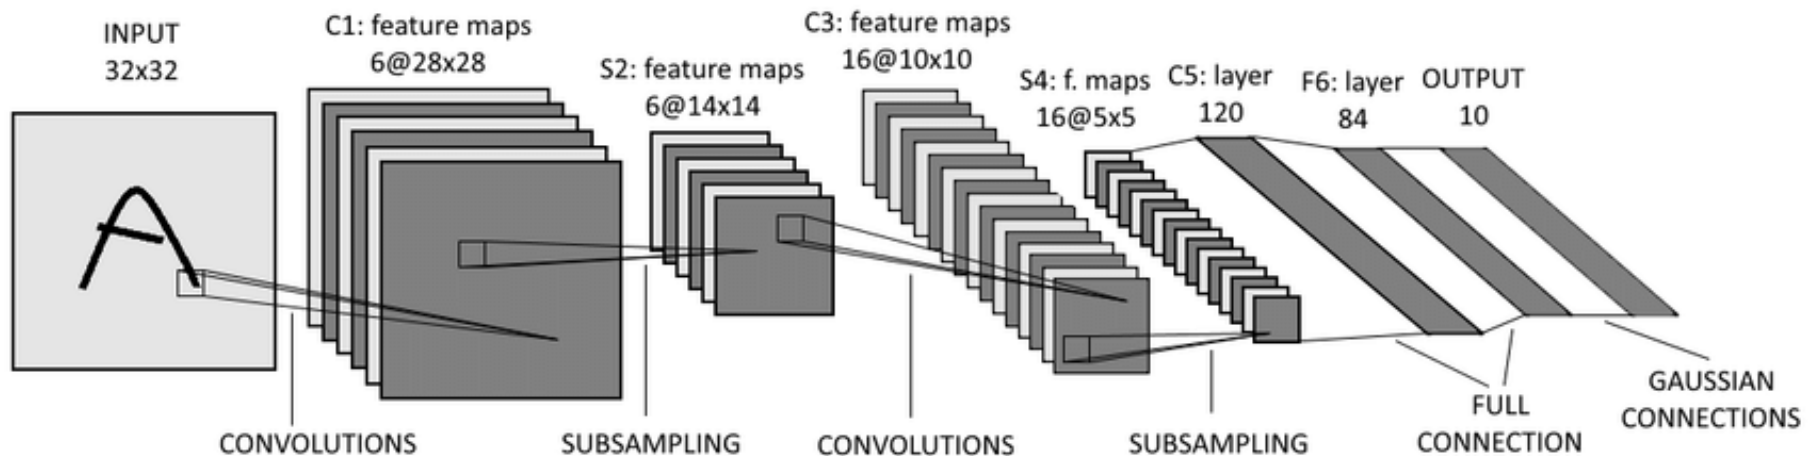 INPUT
32x32
C1: feature maps
6@28x28
S2: feature maps
6@14x14
C3: feature maps
16@10x10
S4: f. maps
16@5x5
C5: layer
120
F6: layer
84
OUTPUT
10
A
CONVOLUTIONS
SUBSAMPLING
CONVOLUTIONS
SUBSAMPLING
FULL
CONNECTION
GAUSSIAN
CONNECTIONS